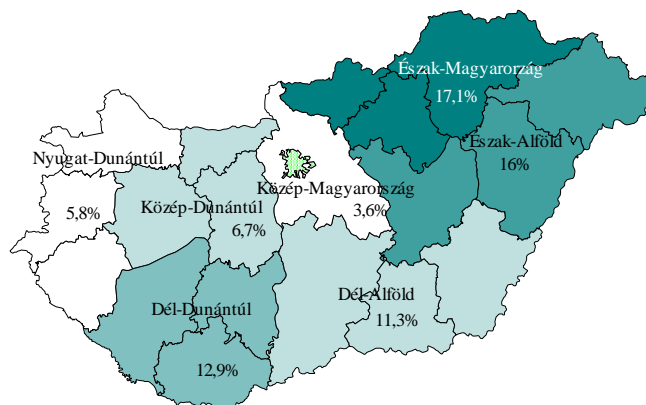 Észak-Magyarország
17,1%
Észak-Alföld
16%
Nyugat-Dunántúl
5,8%
Közép-Magyarország
3,6%
Közép-Dunántúl
6,7%
Dél-Alföld
11,3%
Dél-Dunántúl
12,9%